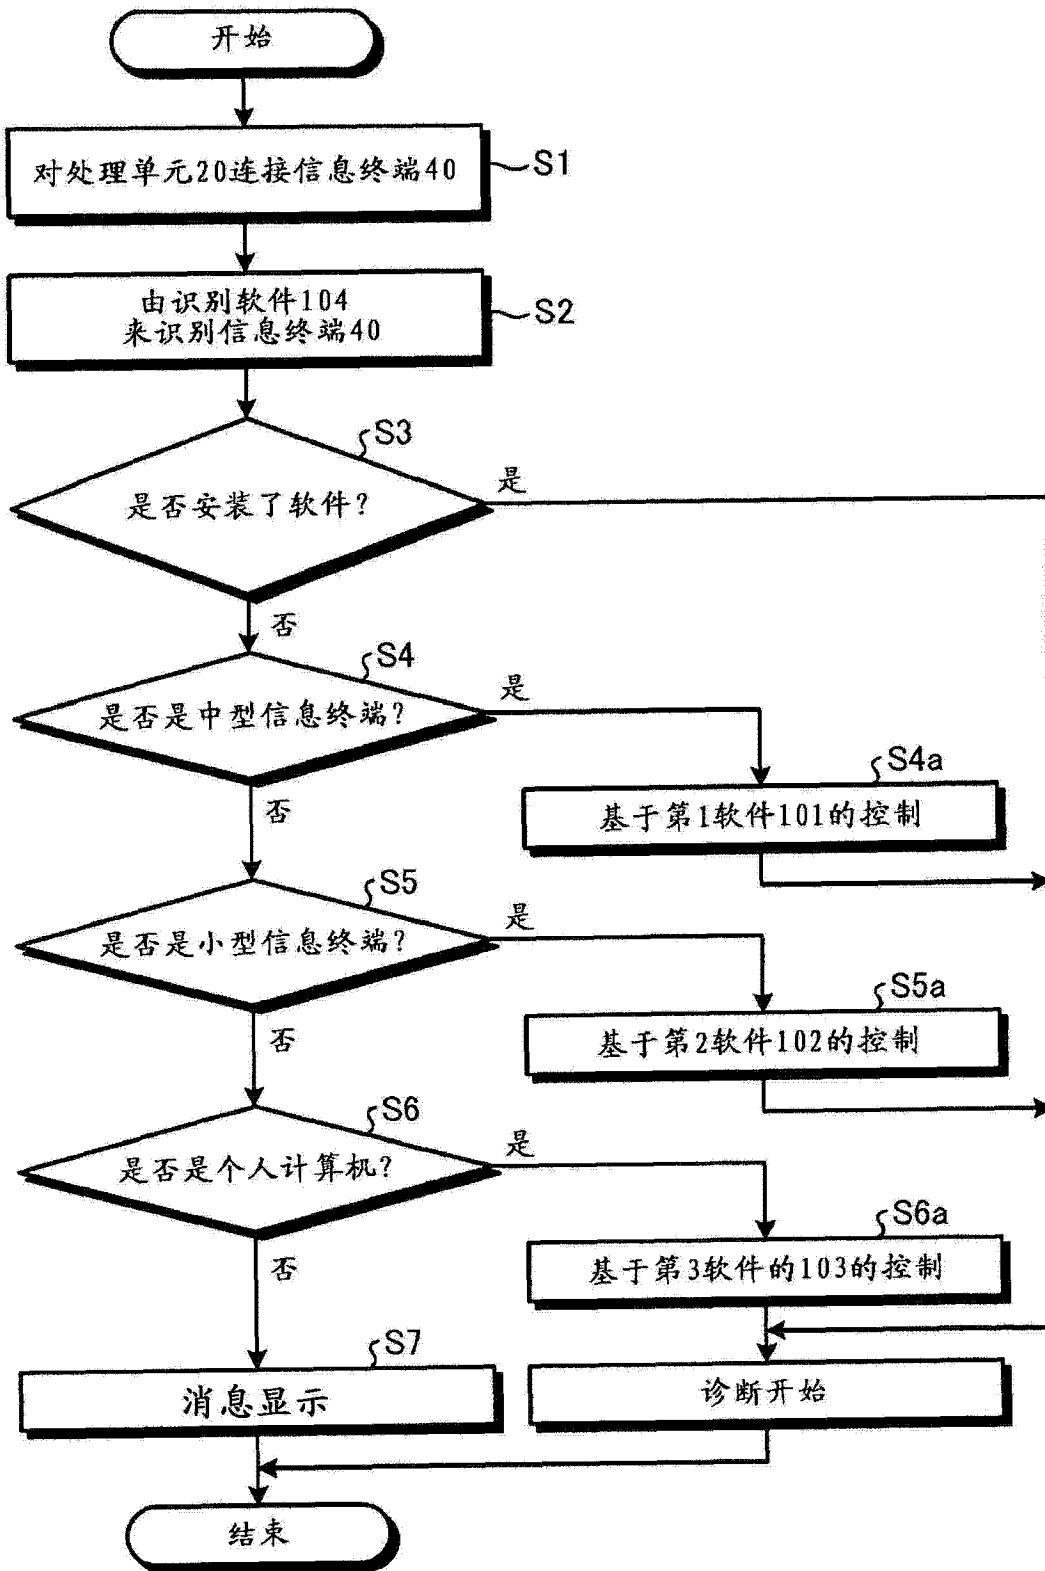 开始
对处理单元20连接信息终端40
S1
由识别软件104
来识别信息终端40
S2
S3
是否安装了软件?
是
否
S4
是否是中型信息终端?
是
否
S4a
基于第1软件101的控制
S5
是否是小型信息终端?
是
否
S5a
基于第2软件102的控制
S6
是否是个人计算机?
是
否
S6a
基于第3软件的103的控制
S7
消息显示
诊断开始
结束